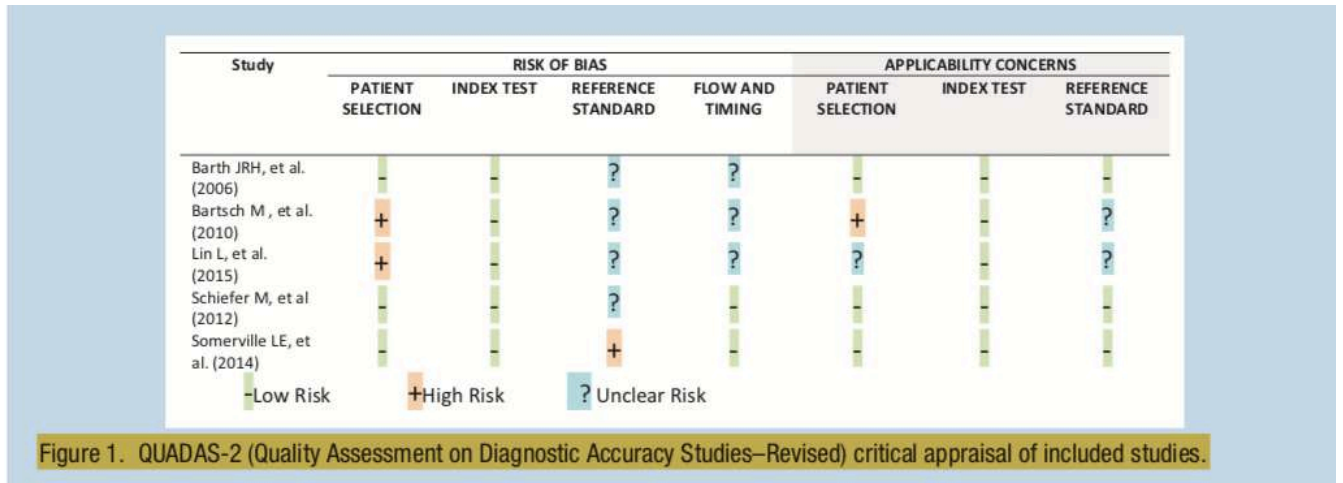 Study RISK OF BIAS APPLICABILITY CONCERNS
PATIENT SELECTION INDEX TEST REFERENCE STANDARD FLOW AND TIMING PATIENT SELECTION INDEX TEST REFERENCE STANDARD
Barth JRH, et al. (2006) - - ? ? - - -
Bartsch M , et al. (2010) + - ? ? + - ?
Lin L, et al. (2015) + - ? ? ? - ?
Schiefer M, et al (2012) - - ? - - - -
Somerville LE, et al. (2014) - - + - - - -
-Low Risk +High Risk ? Unclear Risk
Figure 1. QUADAS-2 (Quality Assessment on Diagnostic Accuracy Studies–Revised) critical appraisal of included studies.